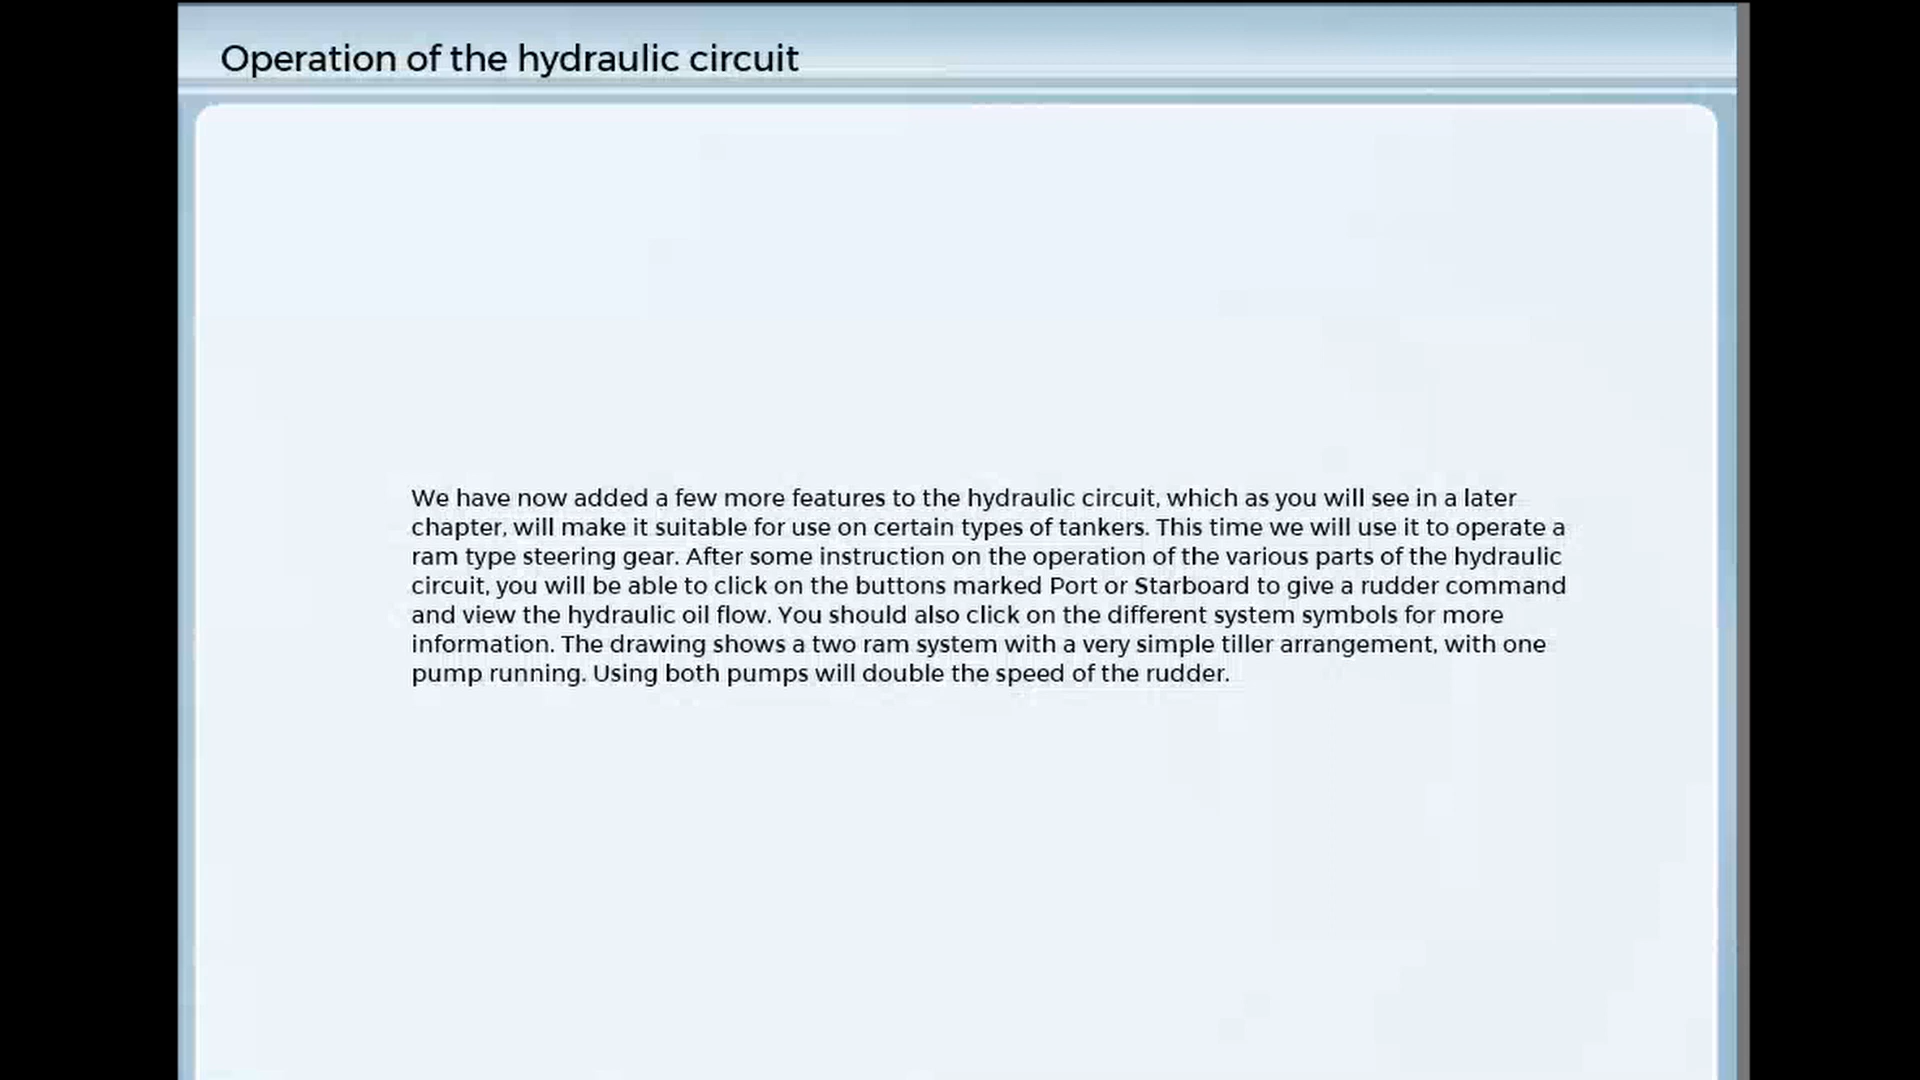 Operation of the hydraulic circuit
We have now added a few more features to the hydraulic circuit, which as you will see in a later
chapter, will make it suitable for use on certain types of tankers. This time we will use it to operate a
ram type steering gear. After some instruction on the operation of the various parts of the hydraulic
circuit, you will be able to click on the buttons marked Port or Starboard to give a rudder command
and view the hydraulic oil flow. You should also click on the different system symbols for more
information. The drawing shows a two ram system with a very simple tiller arrangement, with one
pump running. Using both pumps will double the speed of the rudder.